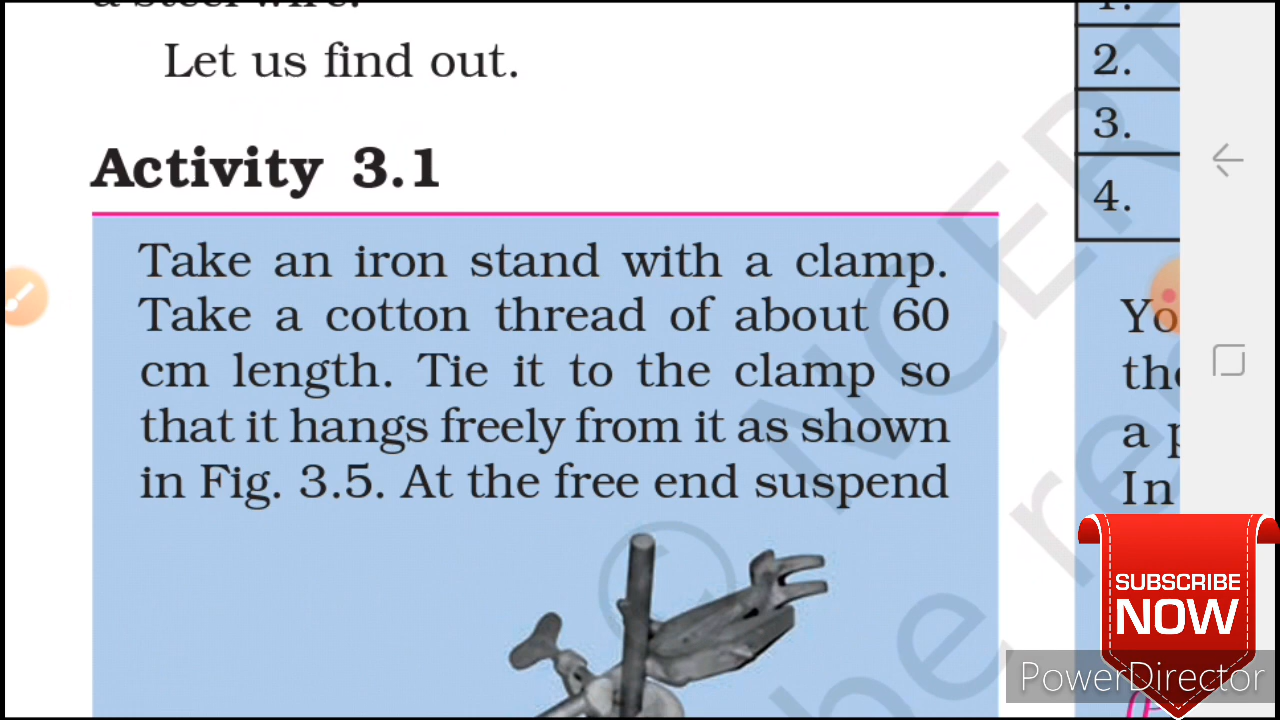 Let us find out.
Activity 3.1
Take an iron stand with a clamp.
Take a cotton thread of about 60
cm length. Tie it to the clamp so
that it hangs freely from it as shown
in Fig. 3.5. At the free end suspend
2.
3.
4.
a
In
© NCERT
SUBSCRIBE
NOW
PowerDirector